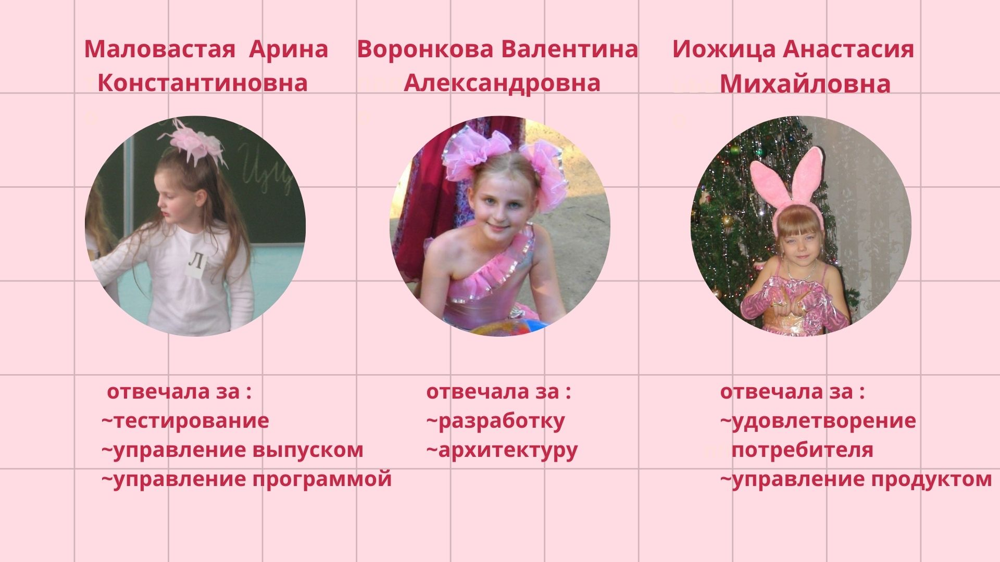 Маловастая  Арина
Константиновна
Воронкова Валентина
Александровна
Иожица Анастасия
Михайловна
Л
отвечала за :
~тестирование
~управление выпуском
~управление программой
отвечала за :
~разработку
~архитектуру
отвечала за :
~удовлетворение
потребителя
~управление продуктом